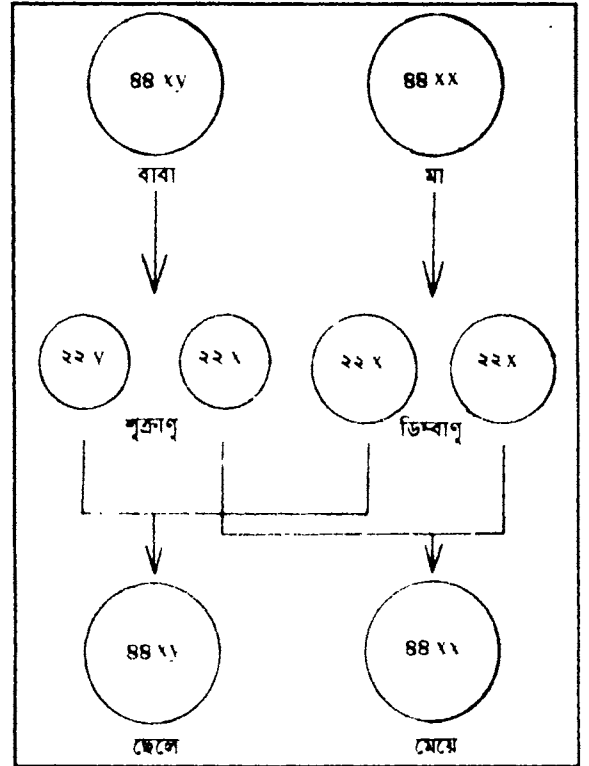 ৪৪ xy ৪৪ xx
বাবা মা
২২ y ২২ x ২২ x ২২ x
শুক্রাণু ডিম্বাণু
৪৪ xy ৪৪ xx
ছেলে মেয়ে